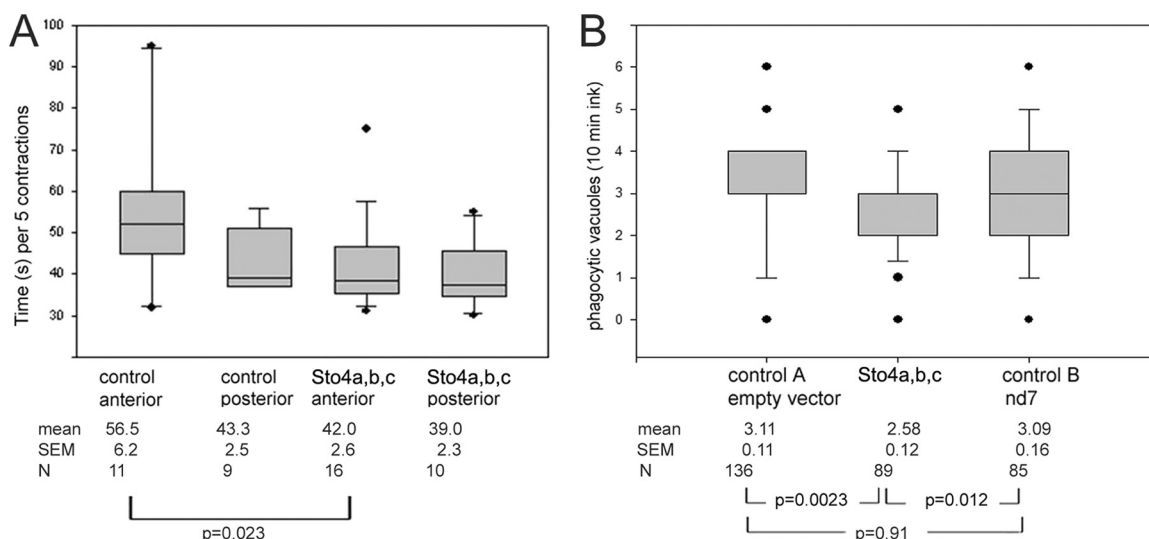 A
Time (s) per 5 contractions
100
90
80
70
60
50
40
30
control anterior
control posterior
Sto4a,b,c anterior
Sto4a,b,c posterior
mean 56.5 43.3 42.0 39.0
SEM 6.2 2.5 2.6 2.3
N 11 9 16 10
p=0.023
B
phagocytic vacuoles (10 min ink)
7
6
5
4
3
2
1
0
control A empty vector
Sto4a,b,c
control B nd7
mean 3.11 2.58 3.09
SEM 0.11 0.12 0.16
N 136 89 85
p=0.0023 p=0.012
p=0.91